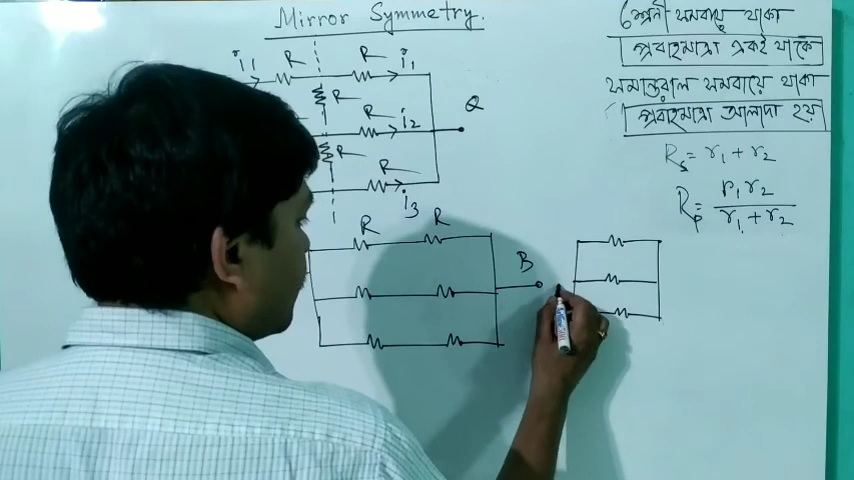 Mirror Symmetry.
i₁ R R i₁
R
R i₂ Q
R R
i₃
R R
B
শ্রেণী সমবায়ে থাকা
প্রবাহমাত্রা একই থাকে
সমান্তরাল সমবায়ে থাকা
প্রবাহমাত্রা আলাদা হয়
Rs = r₁ + r₂
Rp = r₁r₂ / r₁ + r₂